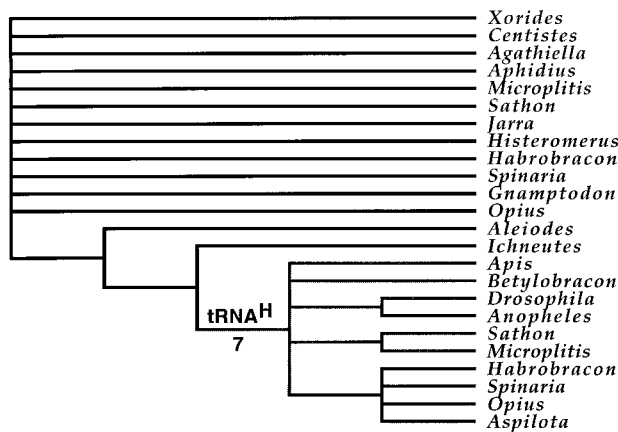 Xorides
Centistes
Agathiella
Aphidius
Microplitis
Sathon
Jarra
Histeromerus
Habrobracon
Spinaria
Gnamptodon
Opius
Aleiodes
Ichneutes
Apis
Betylobracon
Drosophila
Anopheles
Sathon
Microplitis
Habrobracon
Spinaria
Opius
Aspilota
tRNAH
7